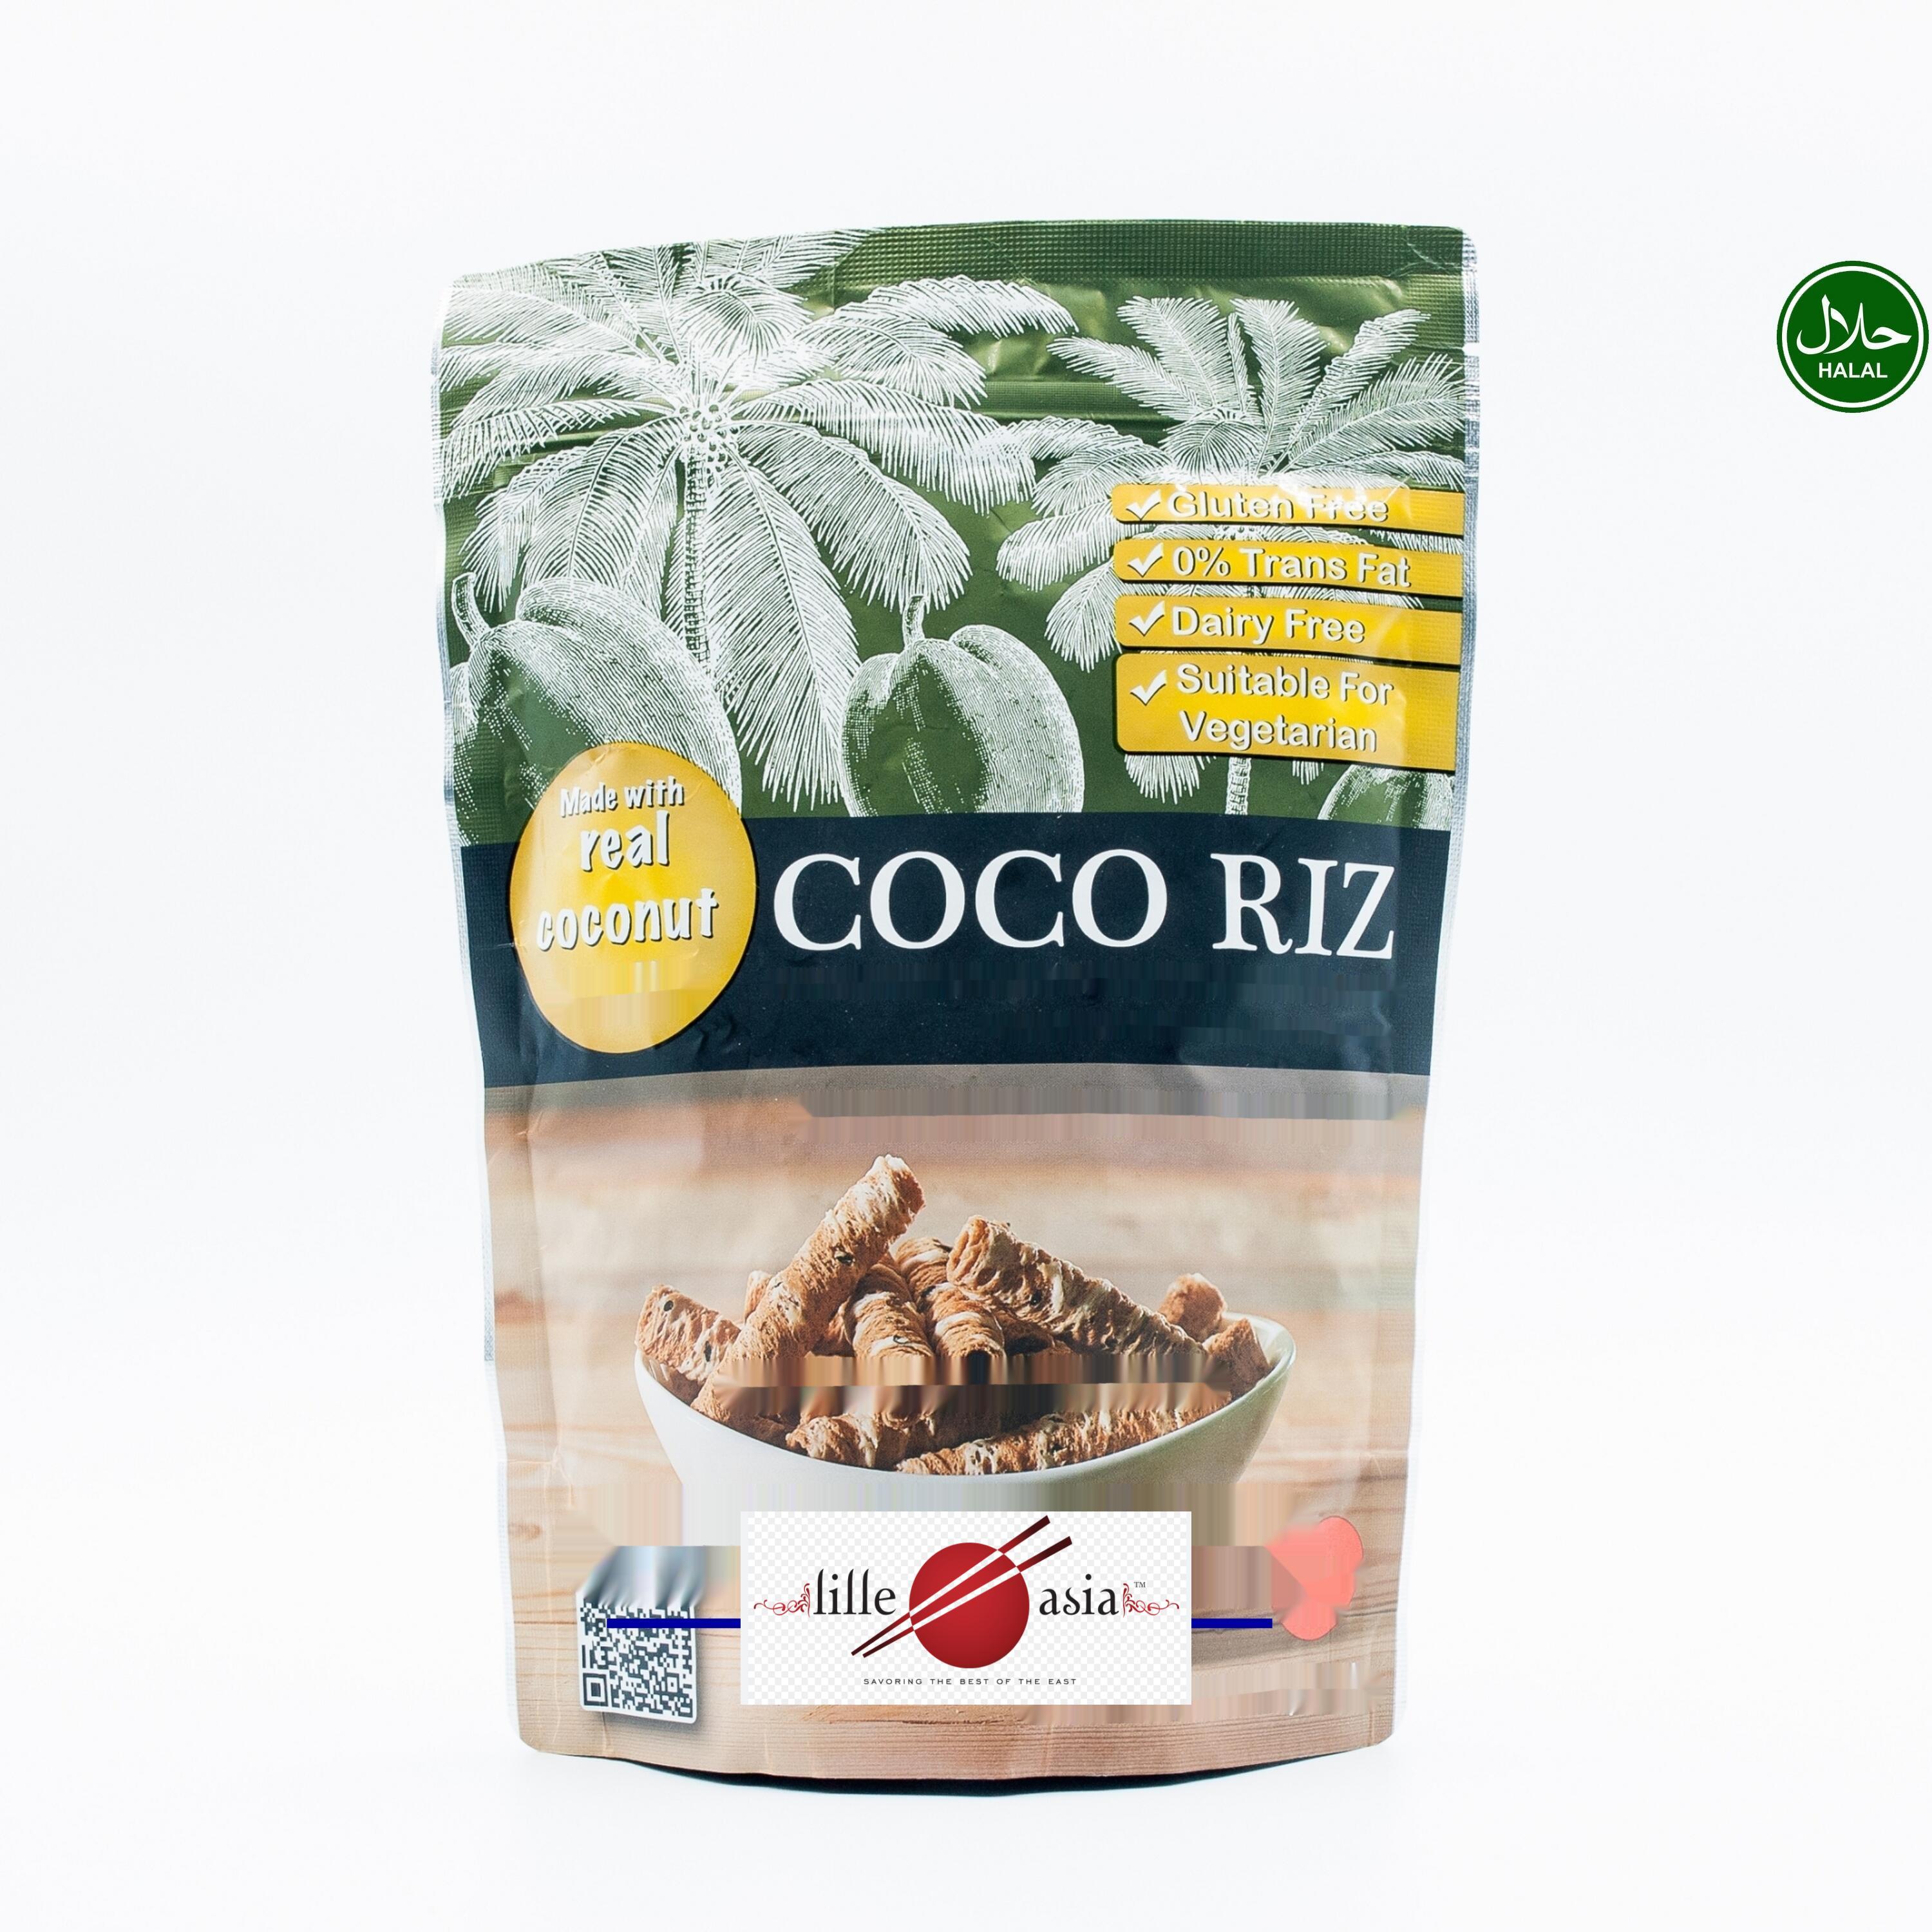 حلال
HALAL
Gluten Free
0% Trans Fat
Dairy Free
Suitable For
Vegetarian
Made with
real
coconut
COCO RIZ
lille asia™
SAVORING THE BEST OF THE EAST